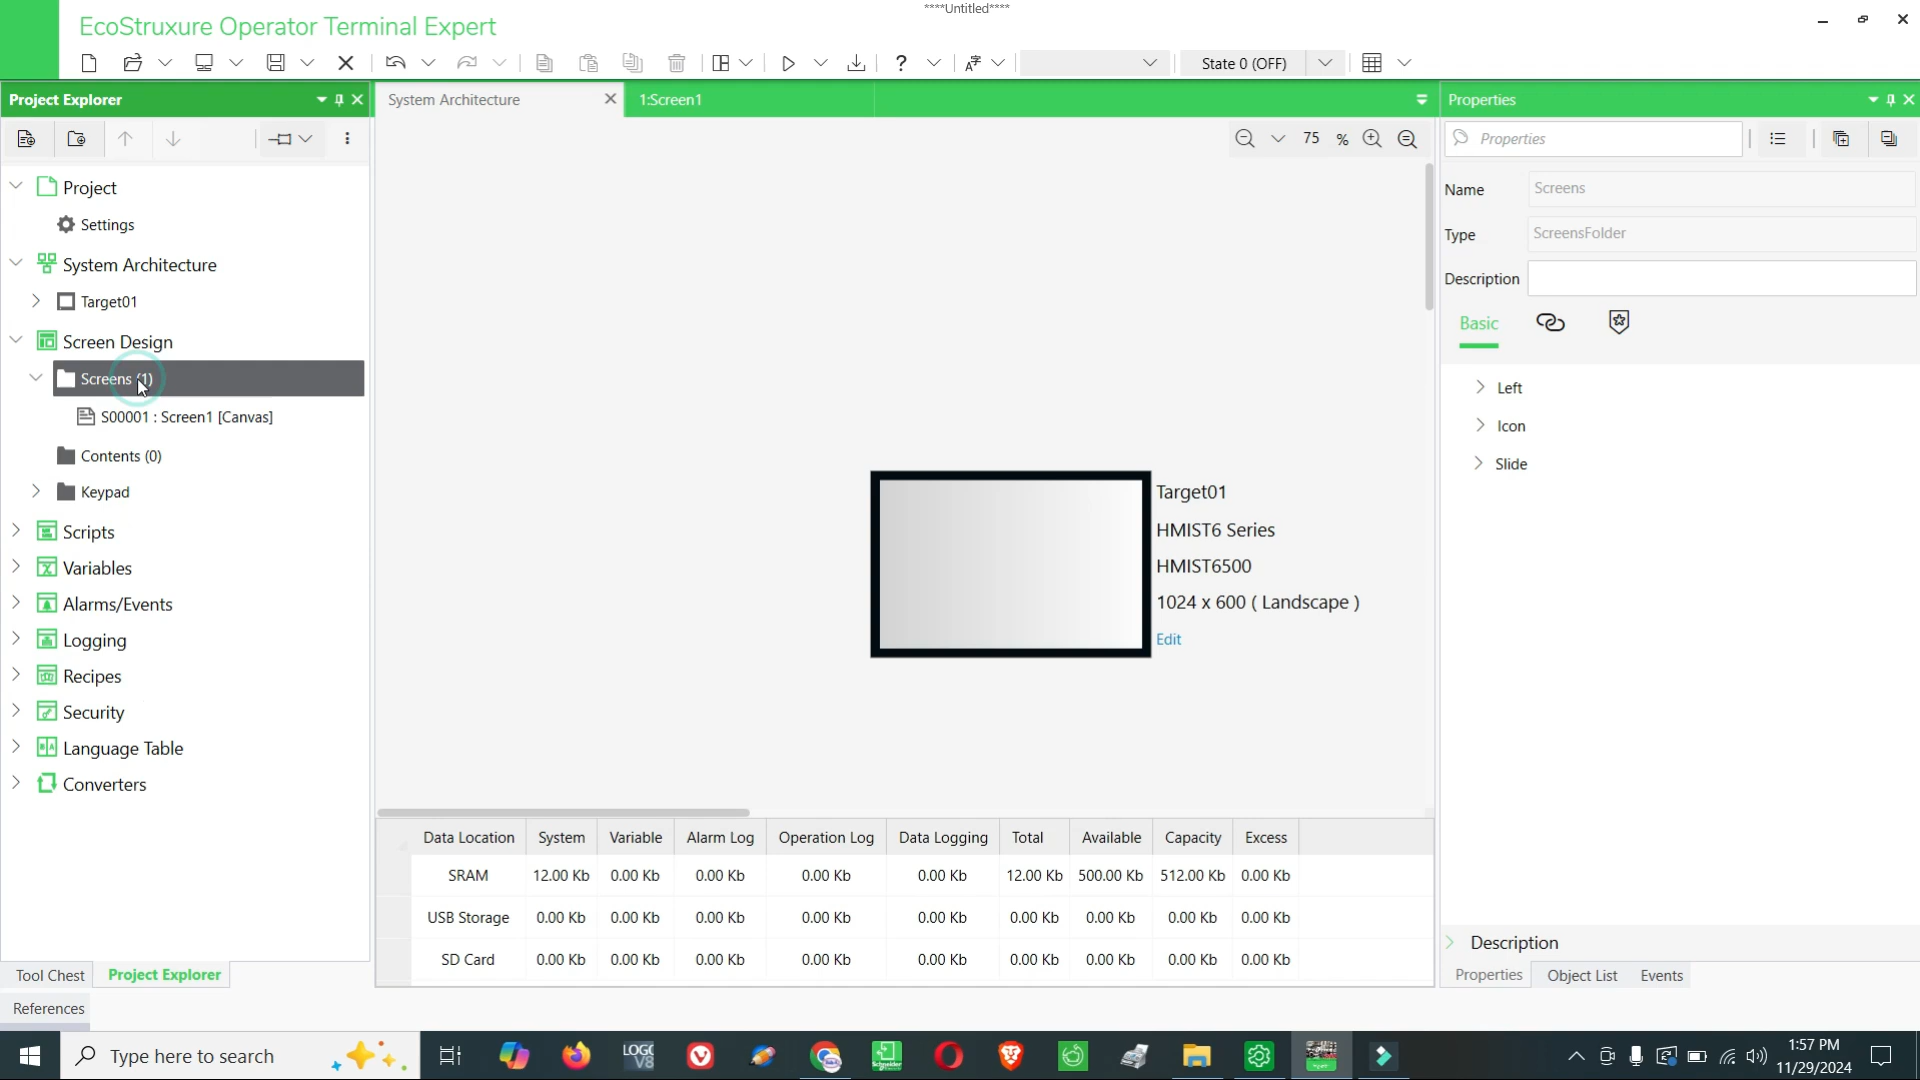 ****Untitled****
EcoStruxure Operator Terminal Expert
State 0 (OFF)
Project Explorer
System Architecture
1:Screen1
Properties
75 %
Properties
Project
Settings
System Architecture
Target01
Screen Design
Screens (1)
S00001 : Screen1 [Canvas]
Contents (0)
Keypad
Scripts
Variables
Alarms/Events
Logging
Recipes
Security
Language Table
Converters
Target01
HMIST6 Series
HMIST6500
1024 x 600 ( Landscape )
Edit
Name Screens
Type ScreensFolder
Description
Basic
Left
Icon
Slide
Data Location System Variable Alarm Log Operation Log Data Logging Total Available Capacity Excess
SRAM 12.00 Kb 0.00 Kb 0.00 Kb 0.00 Kb 0.00 Kb 12.00 Kb 500.00 Kb 512.00 Kb 0.00 Kb
USB Storage 0.00 Kb 0.00 Kb 0.00 Kb 0.00 Kb 0.00 Kb 0.00 Kb 0.00 Kb 0.00 Kb 0.00 Kb
SD Card 0.00 Kb 0.00 Kb 0.00 Kb 0.00 Kb 0.00 Kb 0.00 Kb 0.00 Kb 0.00 Kb 0.00 Kb
Description
Tool Chest Project Explorer
Properties Object List Events
References
Type here to search
LOGO
V8
Schneider
1:57 PM
11/29/2024